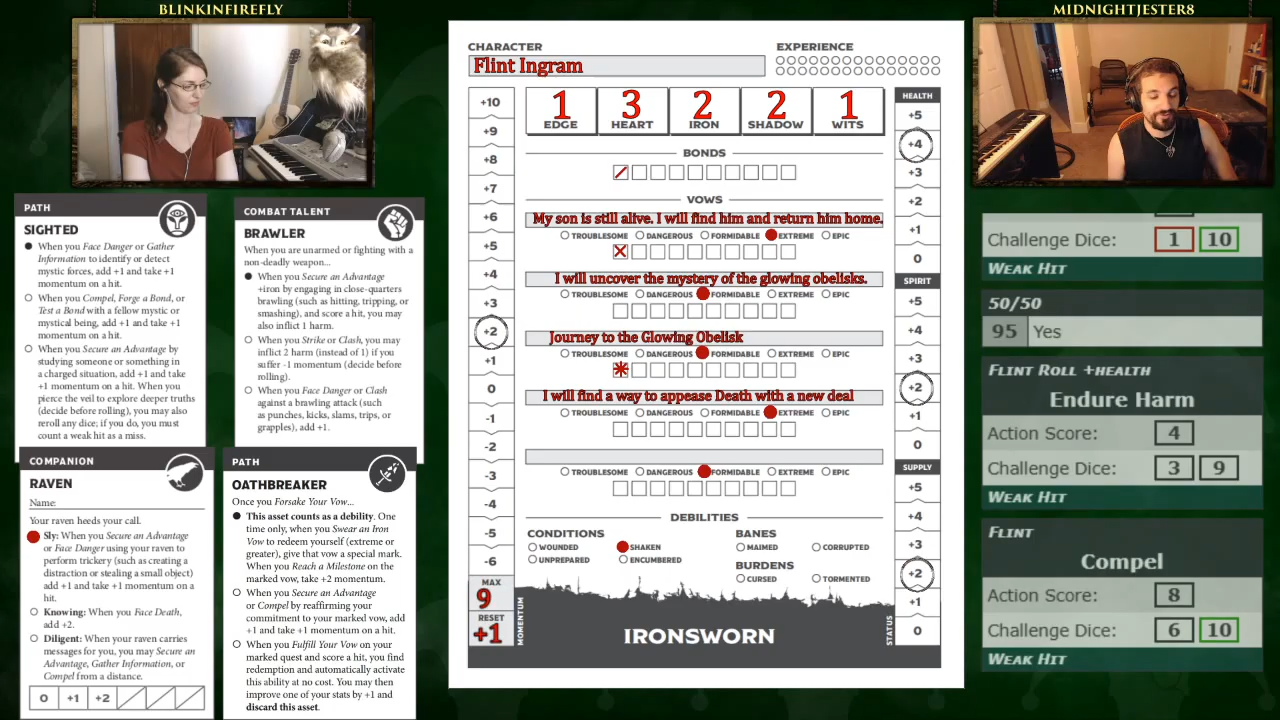 BLINKINFIREFLY
MIDNIGHTJESTER8
PATH
SIGHTED
When you Face Danger or Gather
Information to identify or detect
mystic forces, add +1 and take +1
momentum on a hit.
When you Compel, Forge a Bond, or
Test a Bond with a fellow mystic or
mystical being, add +1 and take +1
momentum on a hit.
When you Secure an Advantage by
studying someone or something in
a charged situation, add +1 and take
+1 momentum on a hit. When you
pierce the veil to explore deeper truths
(decide before rolling), you may also
reroll any dice; if you do, you must
count a weak hit as a miss.
COMBAT TALENT
BRAWLER
When you are unarmed or fighting with a
non-deadly weapon...
When you Secure an Advantage
+iron by engaging in close-quarters
brawling (such as hitting, tripping, or
smashing), and score a hit, you may
also inflict 1 harm.
When you Strike or Clash, you may
inflict 2 harm (instead of 1) if you
suffer -1 momentum (decide before
rolling).
When you Face Danger or Clash
against a brawling attack (such
as punches, kicks, slams, trips, or
grapples), add +1.
COMPANION
RAVEN
Name:
Your raven heeds your call.
Sly: When you Secure an Advantage
or Face Danger using your raven to
perform trickery (such as creating a
distraction or stealing a small object)
add +1 and take +1 momentum on a
hit.
Knowing: When you Face Death,
add +2.
Diligent: When your raven carries
messages for you, you may Secure an
Advantage, Gather Information, or
Compel from a distance.
0 +1 +2
PATH
OATHBREAKER
Once you Forsake Your Vow...
This asset counts as a debility. One
time only, when you Swear an Iron
Vow to redeem yourself (extreme or
greater), give that vow a special mark.
When you Reach a Milestone on the
marked vow, take +2 momentum.
When you Secure an Advantage
or Compel by reaffirming your
commitment to your marked vow, add
+1 and take +1 momentum on a hit.
When you Fulfill Your Vow on your
marked quest and score a hit, you find
redemption and automatically activate
this ability at no cost. You may then
improve one of your stats by +1 and
discard this asset.
CHARACTER
Flint Ingram
EXPERIENCE
+10
+9
+8
+7
+6
+5
+4
+3
+2
+1
0
-1
-2
-3
-4
-5
-6
MAX
9
RESET
+1
MOMENTUM
1 3 2 2 1
EDGE HEART IRON SHADOW WITS
BONDS
VOWS
My son is still alive. I will find him and return him home.
TROUBLESOME DANGEROUS FORMIDABLE EXTREME EPIC
I will uncover the mystery of the glowing obelisks.
TROUBLESOME DANGEROUS FORMIDABLE EXTREME EPIC
Journey to the Glowing Obelisk
TROUBLESOME DANGEROUS FORMIDABLE EXTREME EPIC
I will find a way to appease Death with a new deal
TROUBLESOME DANGEROUS FORMIDABLE EXTREME EPIC
TROUBLESOME DANGEROUS FORMIDABLE EXTREME EPIC
DEBILITIES
CONDITIONS
WOUNDED SHAKEN
UNPREPARED ENCUMBERED
BANES
MAIMED CORRUPTED
BURDENS
CURSED TORMENTED
IRONSWORN
HEALTH
+5
+4
+3
+2
+1
0
SPIRIT
+5
+4
+3
+2
+1
0
SUPPLY
+5
+4
+3
+2
+1
0
STATUS
Challenge Dice: 1 10
WEAK HIT
50/50
95 Yes
FLINT ROLL +HEALTH
Endure Harm
Action Score: 4
Challenge Dice: 3 9
WEAK HIT
FLINT
Compel
Action Score: 8
Challenge Dice: 6 10
WEAK HIT